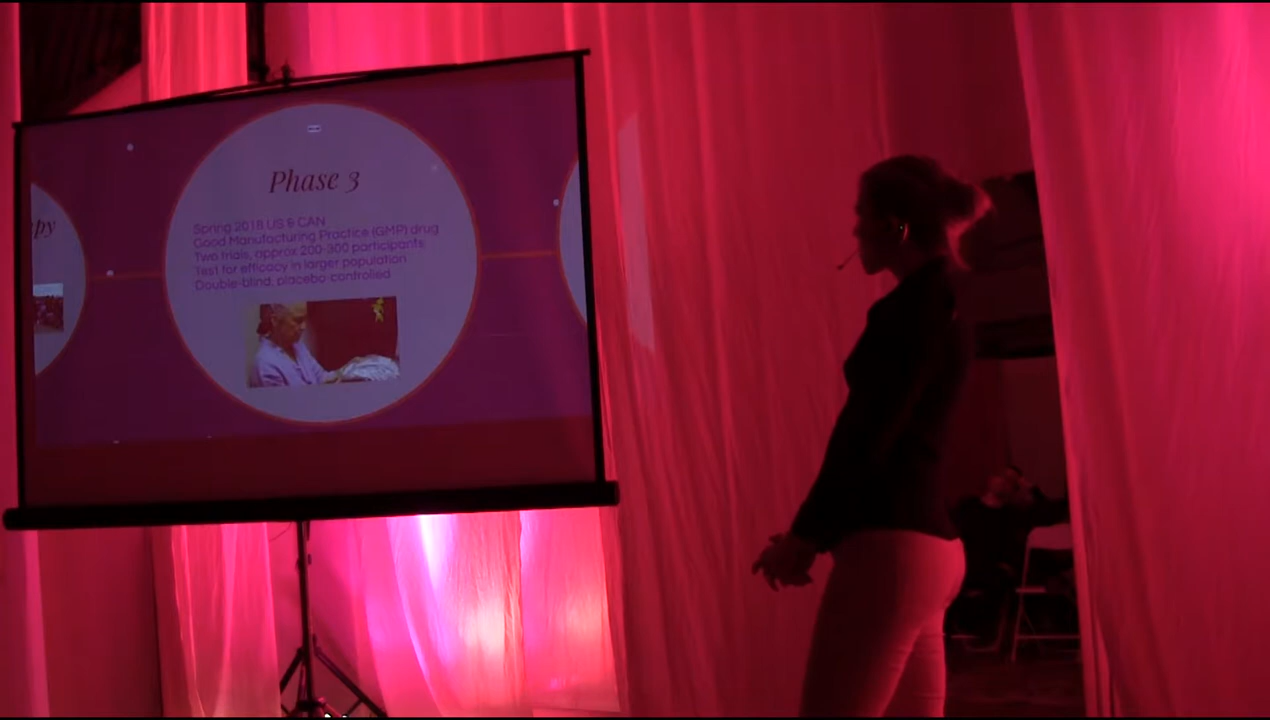 Phase 3
Spring 2018 US & CAN
Good Manufacturing Practice (GMP) drug
Two trials, approx 200-300 participants
Test for efficacy in larger population
Double-blind, placebo-controlled
apy